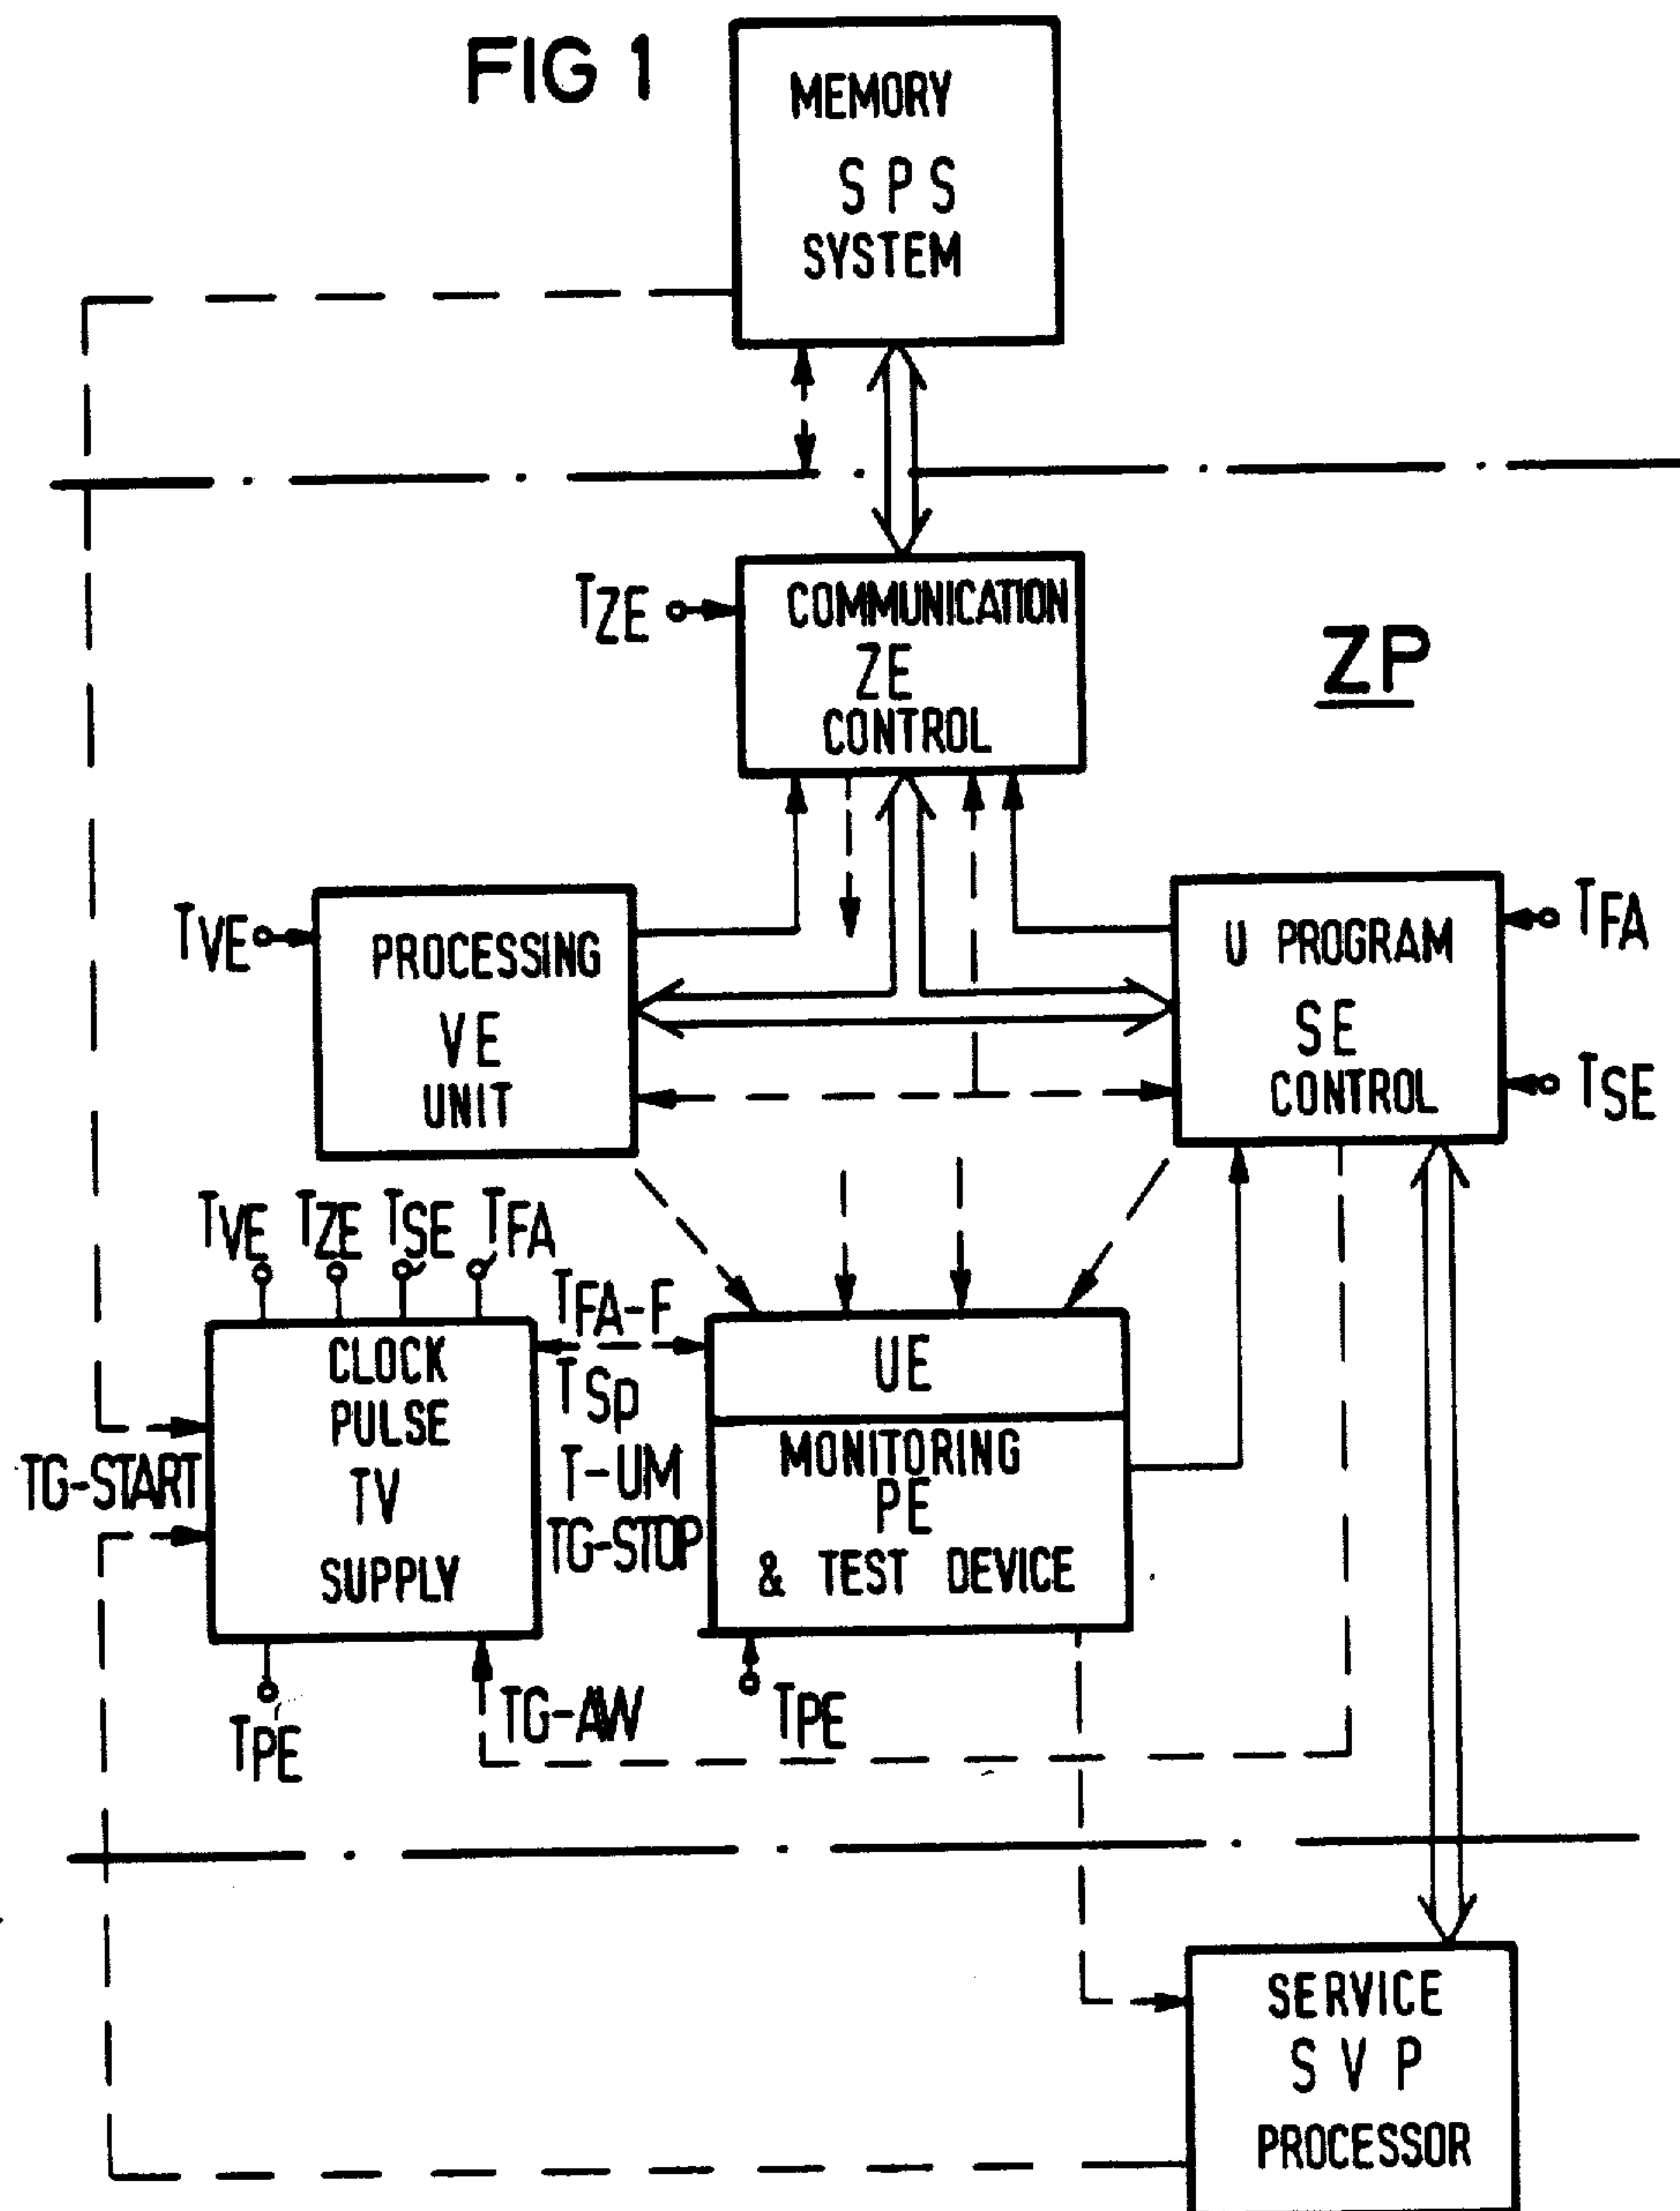 FIG 1
MEMORY
SPS
SYSTEM
TZE
COMMUNICATION
ZE
CONTROL
ZP
TVE
PROCESSING
VE
UNIT
U PROGRAM
SE
CONTROL
TFA
TSE
TVE TZE TSE TFA
CLOCK
PULSE
TV
SUPPLY
TG-START
TFA-F
TSp
T-UM
TG-STOP
UE
MONITORING
PE
& TEST DEVICE
TPE
TG-AW
TPE
SERVICE
SVP
PROCESSOR